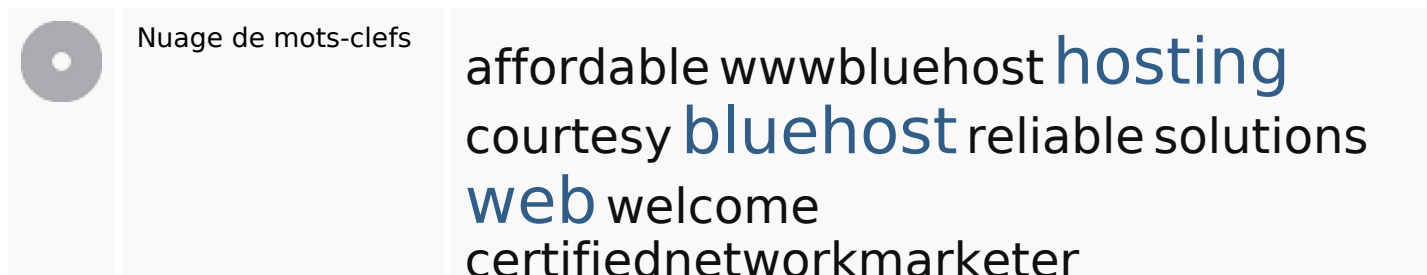 Nuage de mots-clefs
affordable wwwbluehost hosting
courtesy bluehost reliable solutions
web welcome
certifiednetworkmarketer